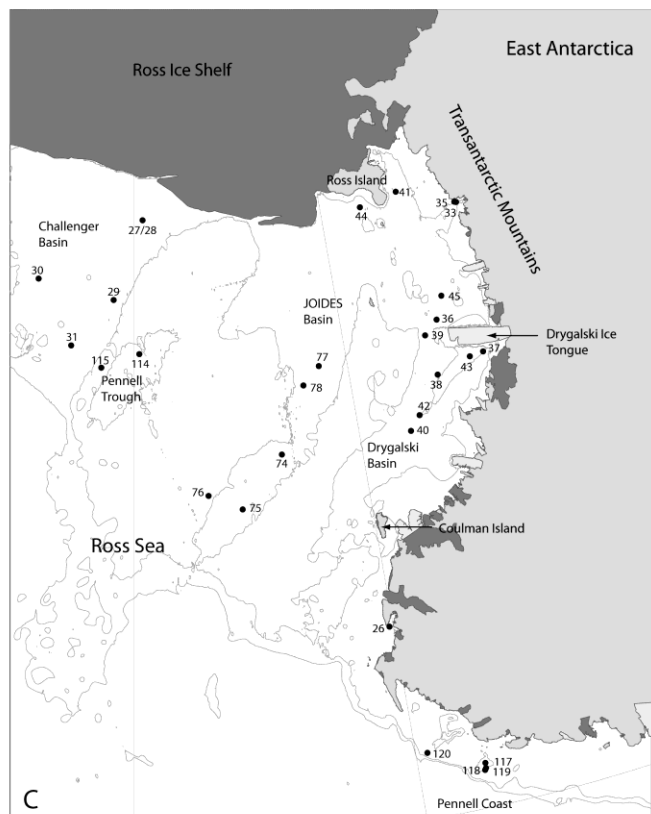 East Antarctica
Ross Ice Shelf
Transantarctic Mountains
Ross Island
41
35
33
44
Challenger
Basin
27/28
30
29
45
JOIDES
Basin
36
39
Drygalski Ice
Tongue
31
37
43
115
114
77
Pennell
Trough
78
38
42
40
74
Drygalski
Basin
76
75
Ross Sea
Coulman Island
26
120
117
118
119
C
Pennell Coast